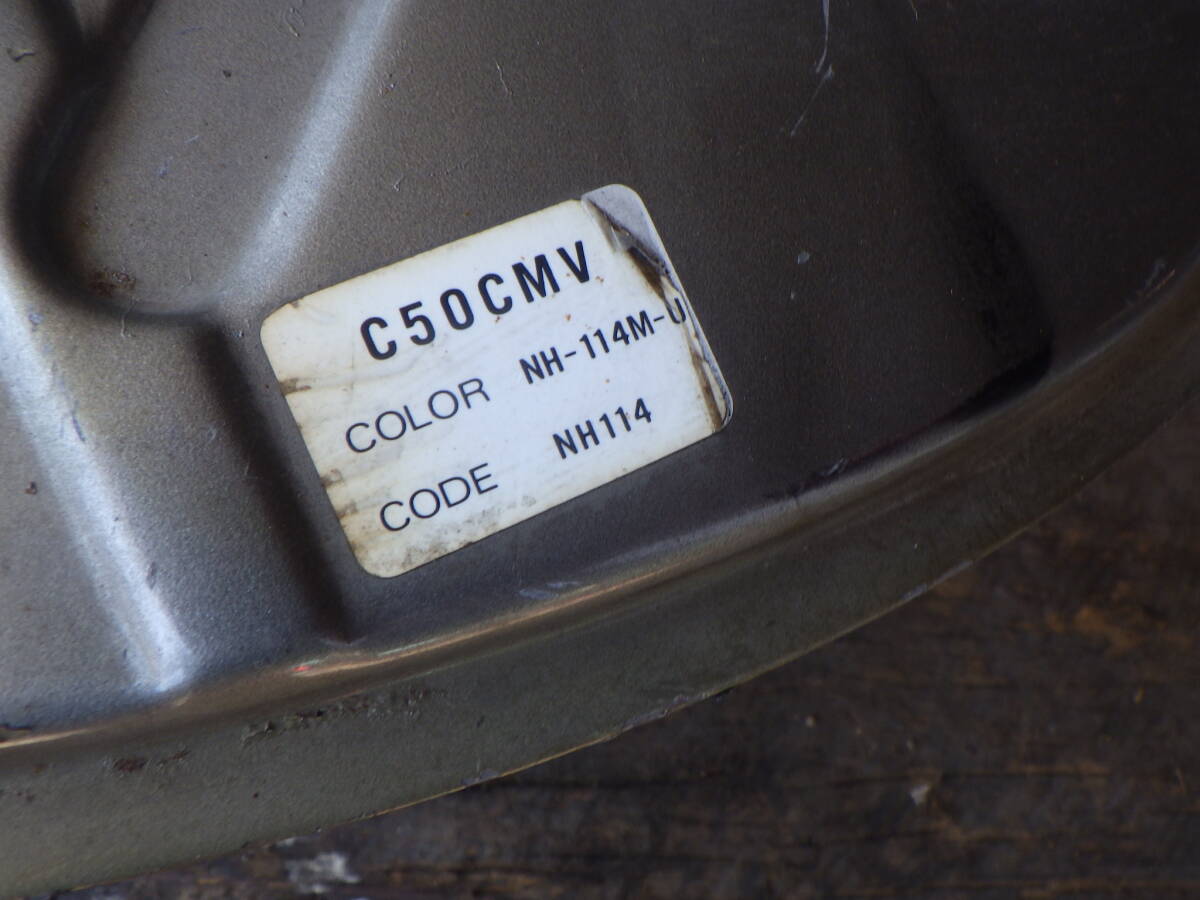 C50CMV
COLOR NH-114M-U
CODE NH114